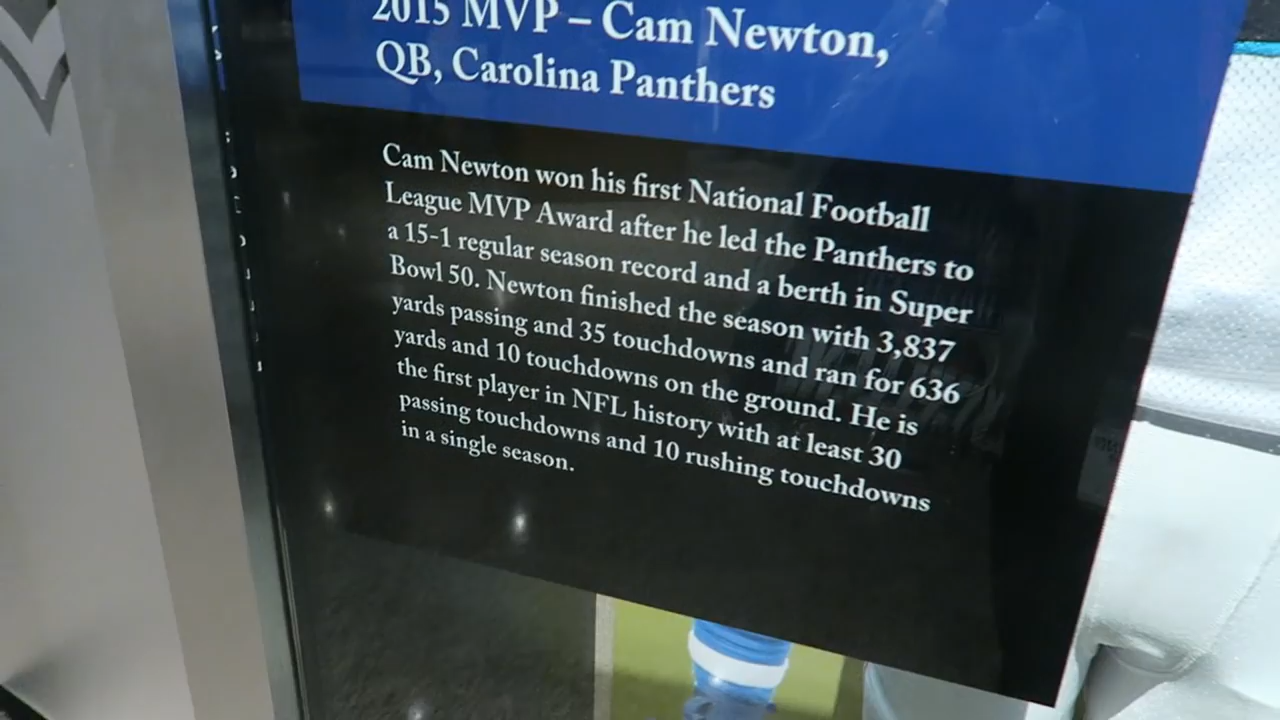 2015 MVP – Cam Newton,
QB, Carolina Panthers
Cam Newton won his first National Football
League MVP Award after he led the Panthers to
a 15-1 regular season record and a berth in Super
Bowl 50. Newton finished the season with 3,837
yards passing and 35 touchdowns and ran for 636
yards and 10 touchdowns on the ground. He is
the first player in NFL history with at least 30
passing touchdowns and 10 rushing touchdowns
in a single season.